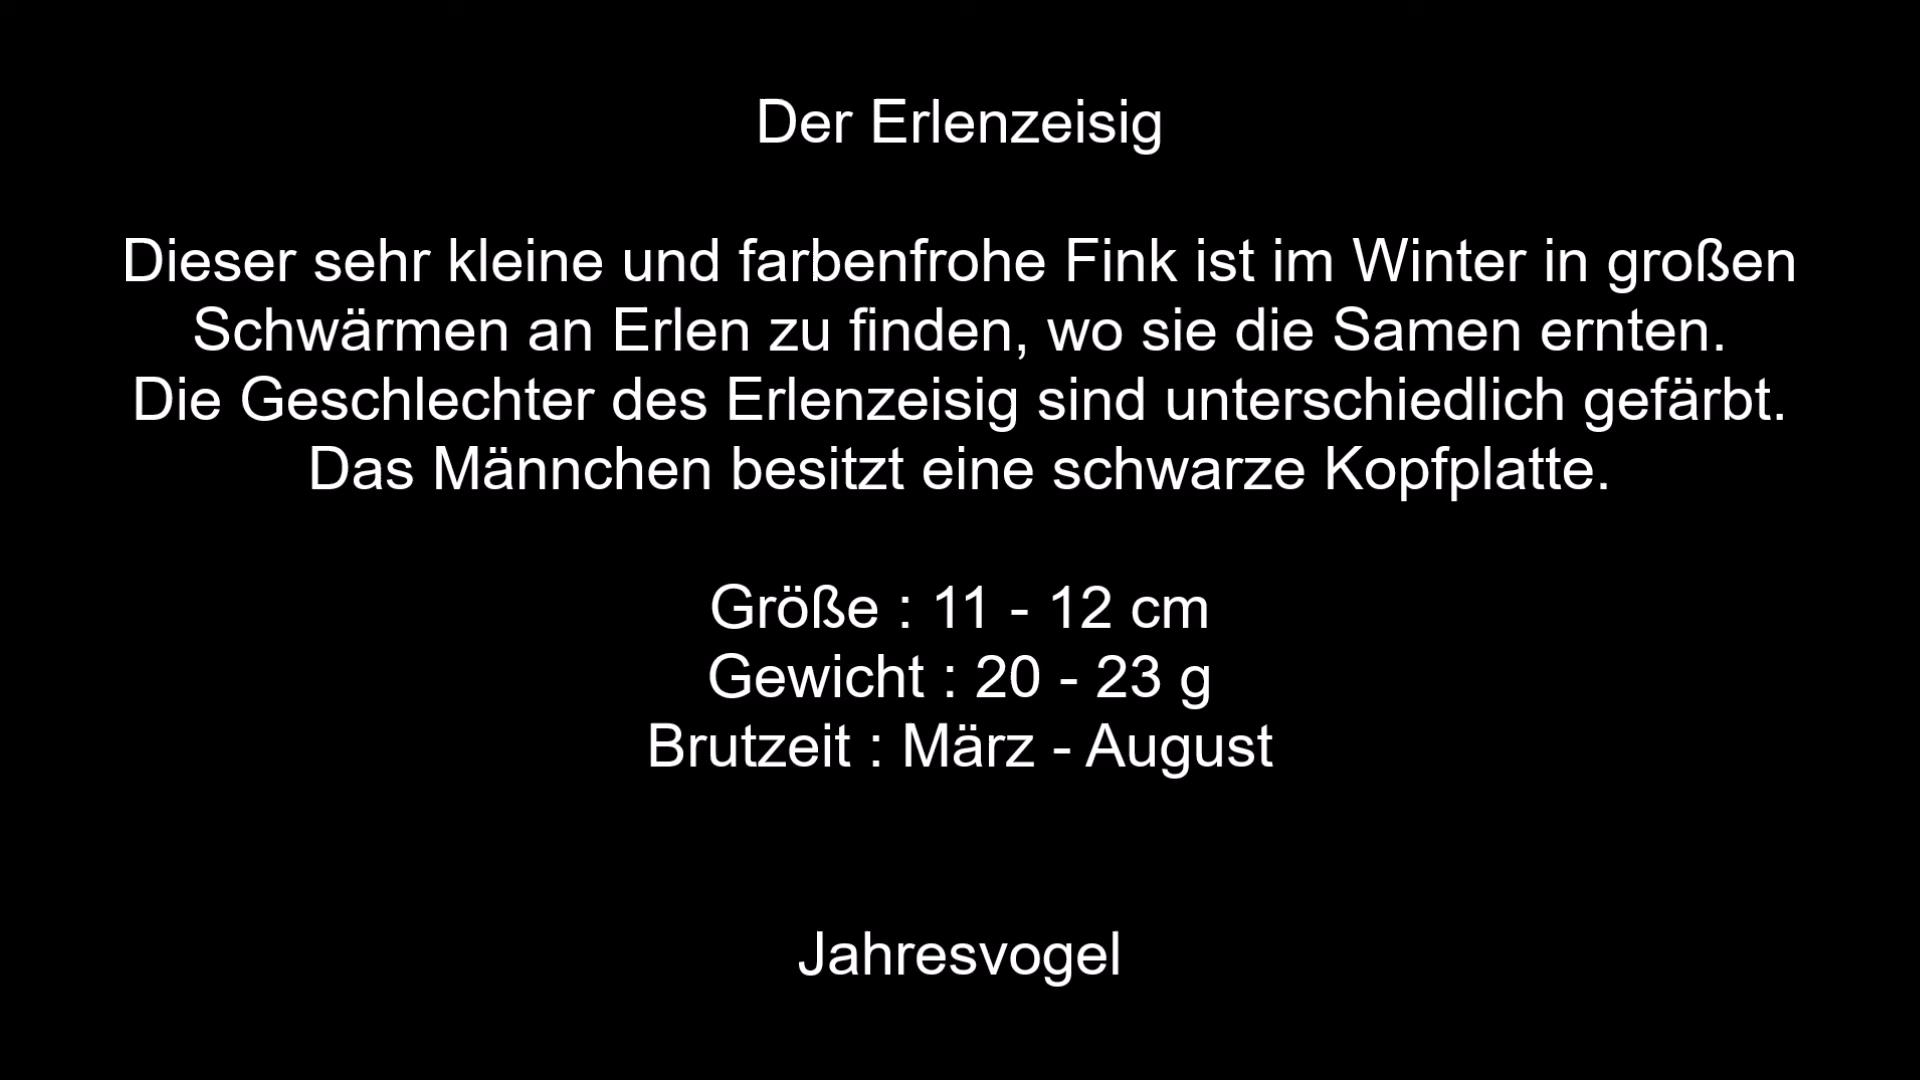 Der Erlenzeisig
Dieser sehr kleine und farbenfrohe Fink ist im Winter in großen
Schwärmen an Erlen zu finden, wo sie die Samen ernten.
Die Geschlechter des Erlenzeisig sind unterschiedlich gefärbt.
Das Männchen besitzt eine schwarze Kopfplatte.
Größe : 11 - 12 cm
Gewicht : 20 - 23 g
Brutzeit : März - August
Jahresvogel